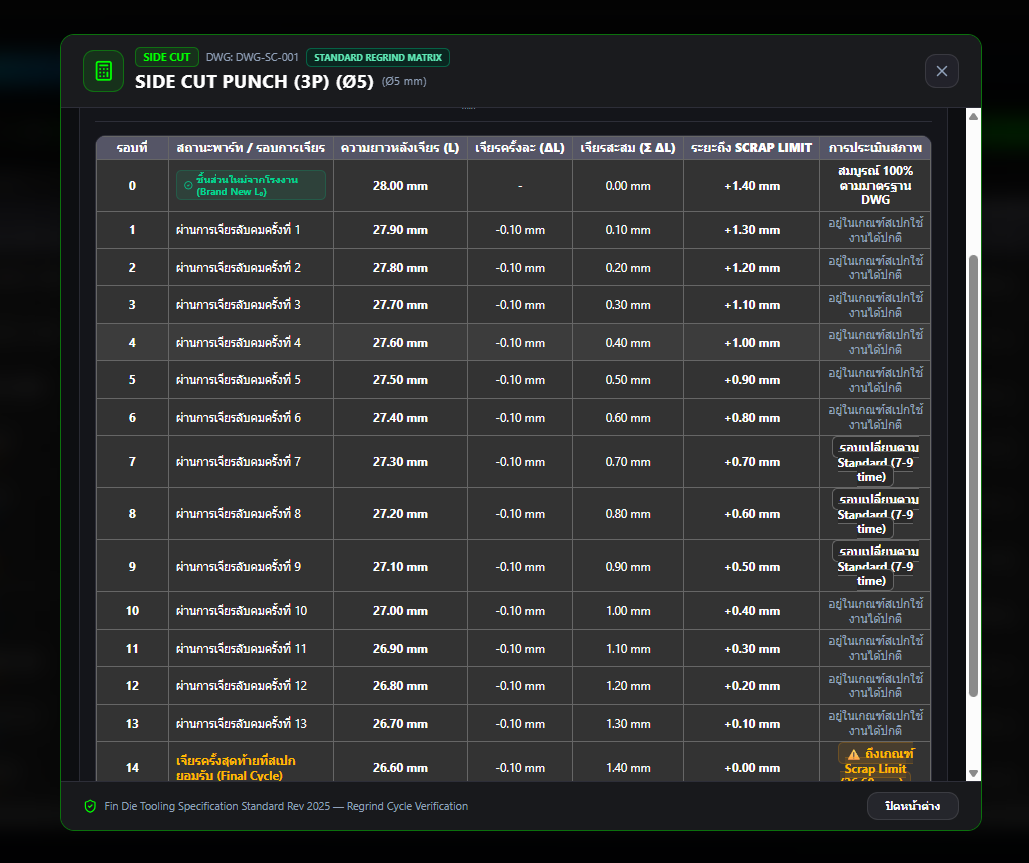 SIDE CUT DWG: DWG-SC-001 STANDARD REGRIND MATRIX
SIDE CUT PUNCH (3P) (Ø5) (Ø5 mm)
รอบที่ สถานะพาร์ท / รอบการเจียร ความยาวหลังเจียร (L) เจียรครั้งละ (ΔL) เจียรสะสม (Σ ΔL) ระยะถึง SCRAP LIMIT การประเมินสภาพ
0 ชิ้นส่วนใหม่จากโรงงาน (Brand New L₀) 28.00 mm - 0.00 mm +1.40 mm สมบูรณ์ 100% ตามมาตรฐาน DWG
1 ผ่านการเจียรลับคมครั้งที่ 1 27.90 mm -0.10 mm 0.10 mm +1.30 mm อยู่ในเกณฑ์สเปกใช้งานได้ปกติ
2 ผ่านการเจียรลับคมครั้งที่ 2 27.80 mm -0.10 mm 0.20 mm +1.20 mm อยู่ในเกณฑ์สเปกใช้งานได้ปกติ
3 ผ่านการเจียรลับคมครั้งที่ 3 27.70 mm -0.10 mm 0.30 mm +1.10 mm อยู่ในเกณฑ์สเปกใช้งานได้ปกติ
4 ผ่านการเจียรลับคมครั้งที่ 4 27.60 mm -0.10 mm 0.40 mm +1.00 mm อยู่ในเกณฑ์สเปกใช้งานได้ปกติ
5 ผ่านการเจียรลับคมครั้งที่ 5 27.50 mm -0.10 mm 0.50 mm +0.90 mm อยู่ในเกณฑ์สเปกใช้งานได้ปกติ
6 ผ่านการเจียรลับคมครั้งที่ 6 27.40 mm -0.10 mm 0.60 mm +0.80 mm อยู่ในเกณฑ์สเปกใช้งานได้ปกติ
7 ผ่านการเจียรลับคมครั้งที่ 7 27.30 mm -0.10 mm 0.70 mm +0.70 mm รอบเปลี่ยนตาม Standard (7-9 time)
8 ผ่านการเจียรลับคมครั้งที่ 8 27.20 mm -0.10 mm 0.80 mm +0.60 mm รอบเปลี่ยนตาม Standard (7-9 time)
9 ผ่านการเจียรลับคมครั้งที่ 9 27.10 mm -0.10 mm 0.90 mm +0.50 mm รอบเปลี่ยนตาม Standard (7-9 time)
10 ผ่านการเจียรลับคมครั้งที่ 10 27.00 mm -0.10 mm 1.00 mm +0.40 mm อยู่ในเกณฑ์สเปกใช้งานได้ปกติ
11 ผ่านการเจียรลับคมครั้งที่ 11 26.90 mm -0.10 mm 1.10 mm +0.30 mm อยู่ในเกณฑ์สเปกใช้งานได้ปกติ
12 ผ่านการเจียรลับคมครั้งที่ 12 26.80 mm -0.10 mm 1.20 mm +0.20 mm อยู่ในเกณฑ์สเปกใช้งานได้ปกติ
13 ผ่านการเจียรลับคมครั้งที่ 13 26.70 mm -0.10 mm 1.30 mm +0.10 mm อยู่ในเกณฑ์สเปกใช้งานได้ปกติ
14 เจียรครั้งสุดท้ายที่สเปกยอมรับ (Final Cycle) 26.60 mm -0.10 mm 1.40 mm +0.00 mm ถึงเกณฑ์ Scrap Limit
Fin Die Tooling Specification Standard Rev 2025 — Regrind Cycle Verification
ปิดหน้าต่าง